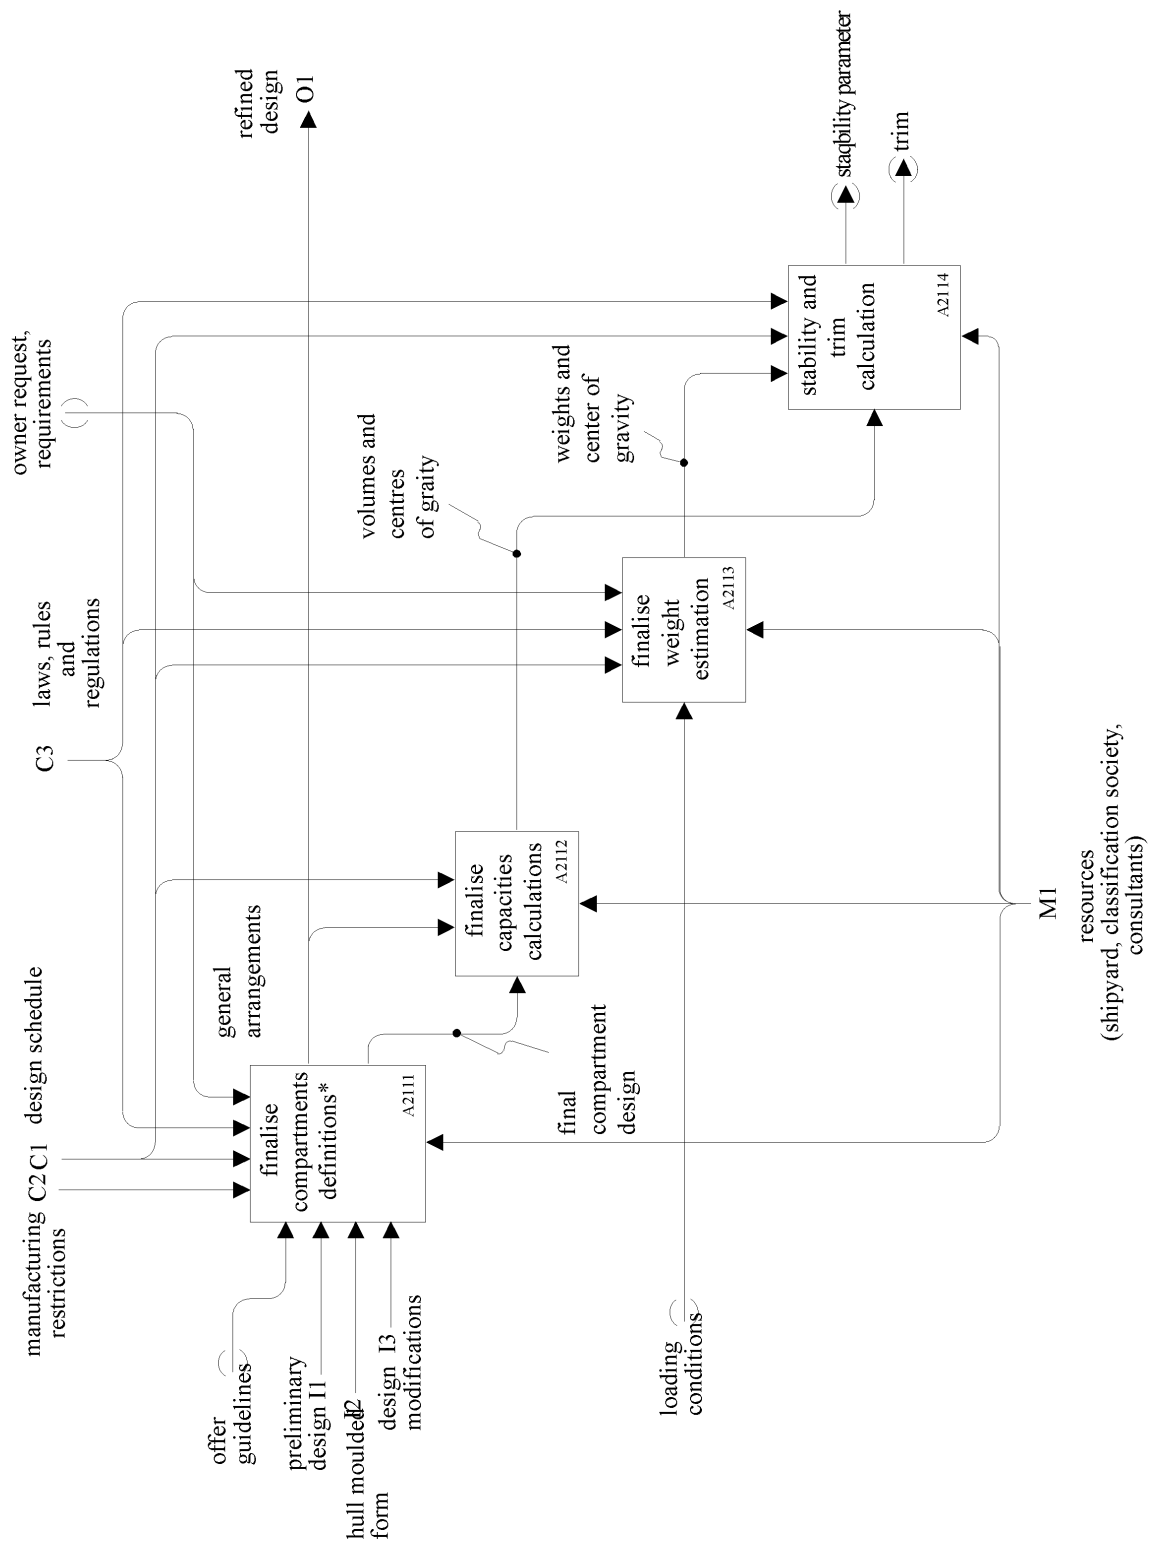 manufacturing
restrictions
C2
C1
design schedule
C3
laws, rules
and
regulations
owner request,
requirements
offer
guidelines
preliminary
design I1
I2
hull moulded
form
design I3
modifications
finalise
compartments
definitions*
A2111
general
arrangements
refined
design
O1
final
compartment
design
finalise
capacities
calculations
A2112
volumes and
centres
of graity
loading
conditions
finalise
weight
estimation
A2113
weights and
center of
gravity
stability and
trim
calculation
A2114
staqbility parameter
trim
M1
resources
(shipyard, classification society,
consultants)